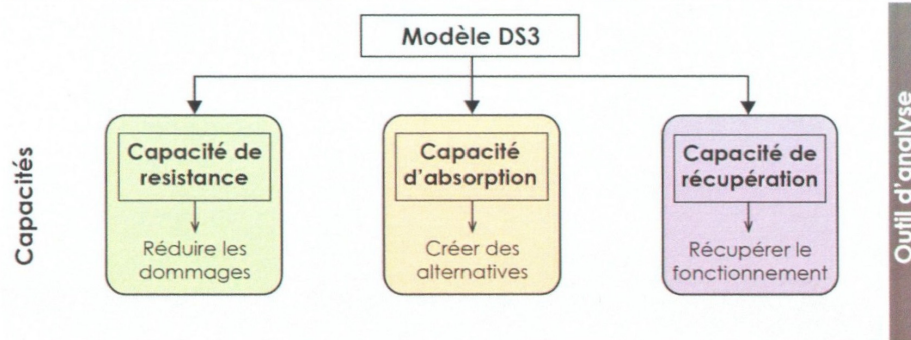 Modèle DS3
Capacités
Capacité de
resistance
Réduire les
dommages
Capacité
d'absorption
Créer des
alternatives
Capacité de
récupération
Récupérer le
fonctionnement
Outil d'anglyse